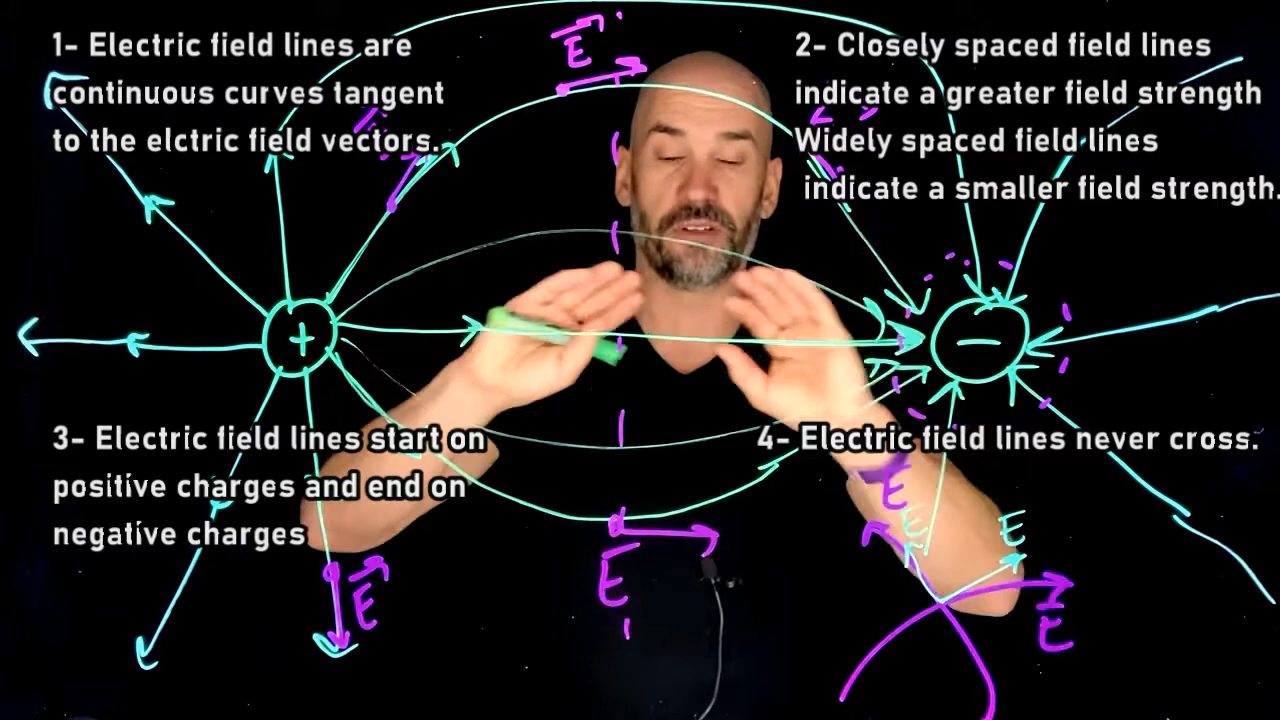 1- Electric field lines are
continuous curves tangent
to the elctric field vectors.
2- Closely spaced field lines
indicate a greater field strength
Widely spaced field lines
indicate a smaller field strength.
3- Electric field lines start on
positive charges and end on
negative charges
4- Electric field lines never cross.
E
+
-
E
E
E
E
E
E